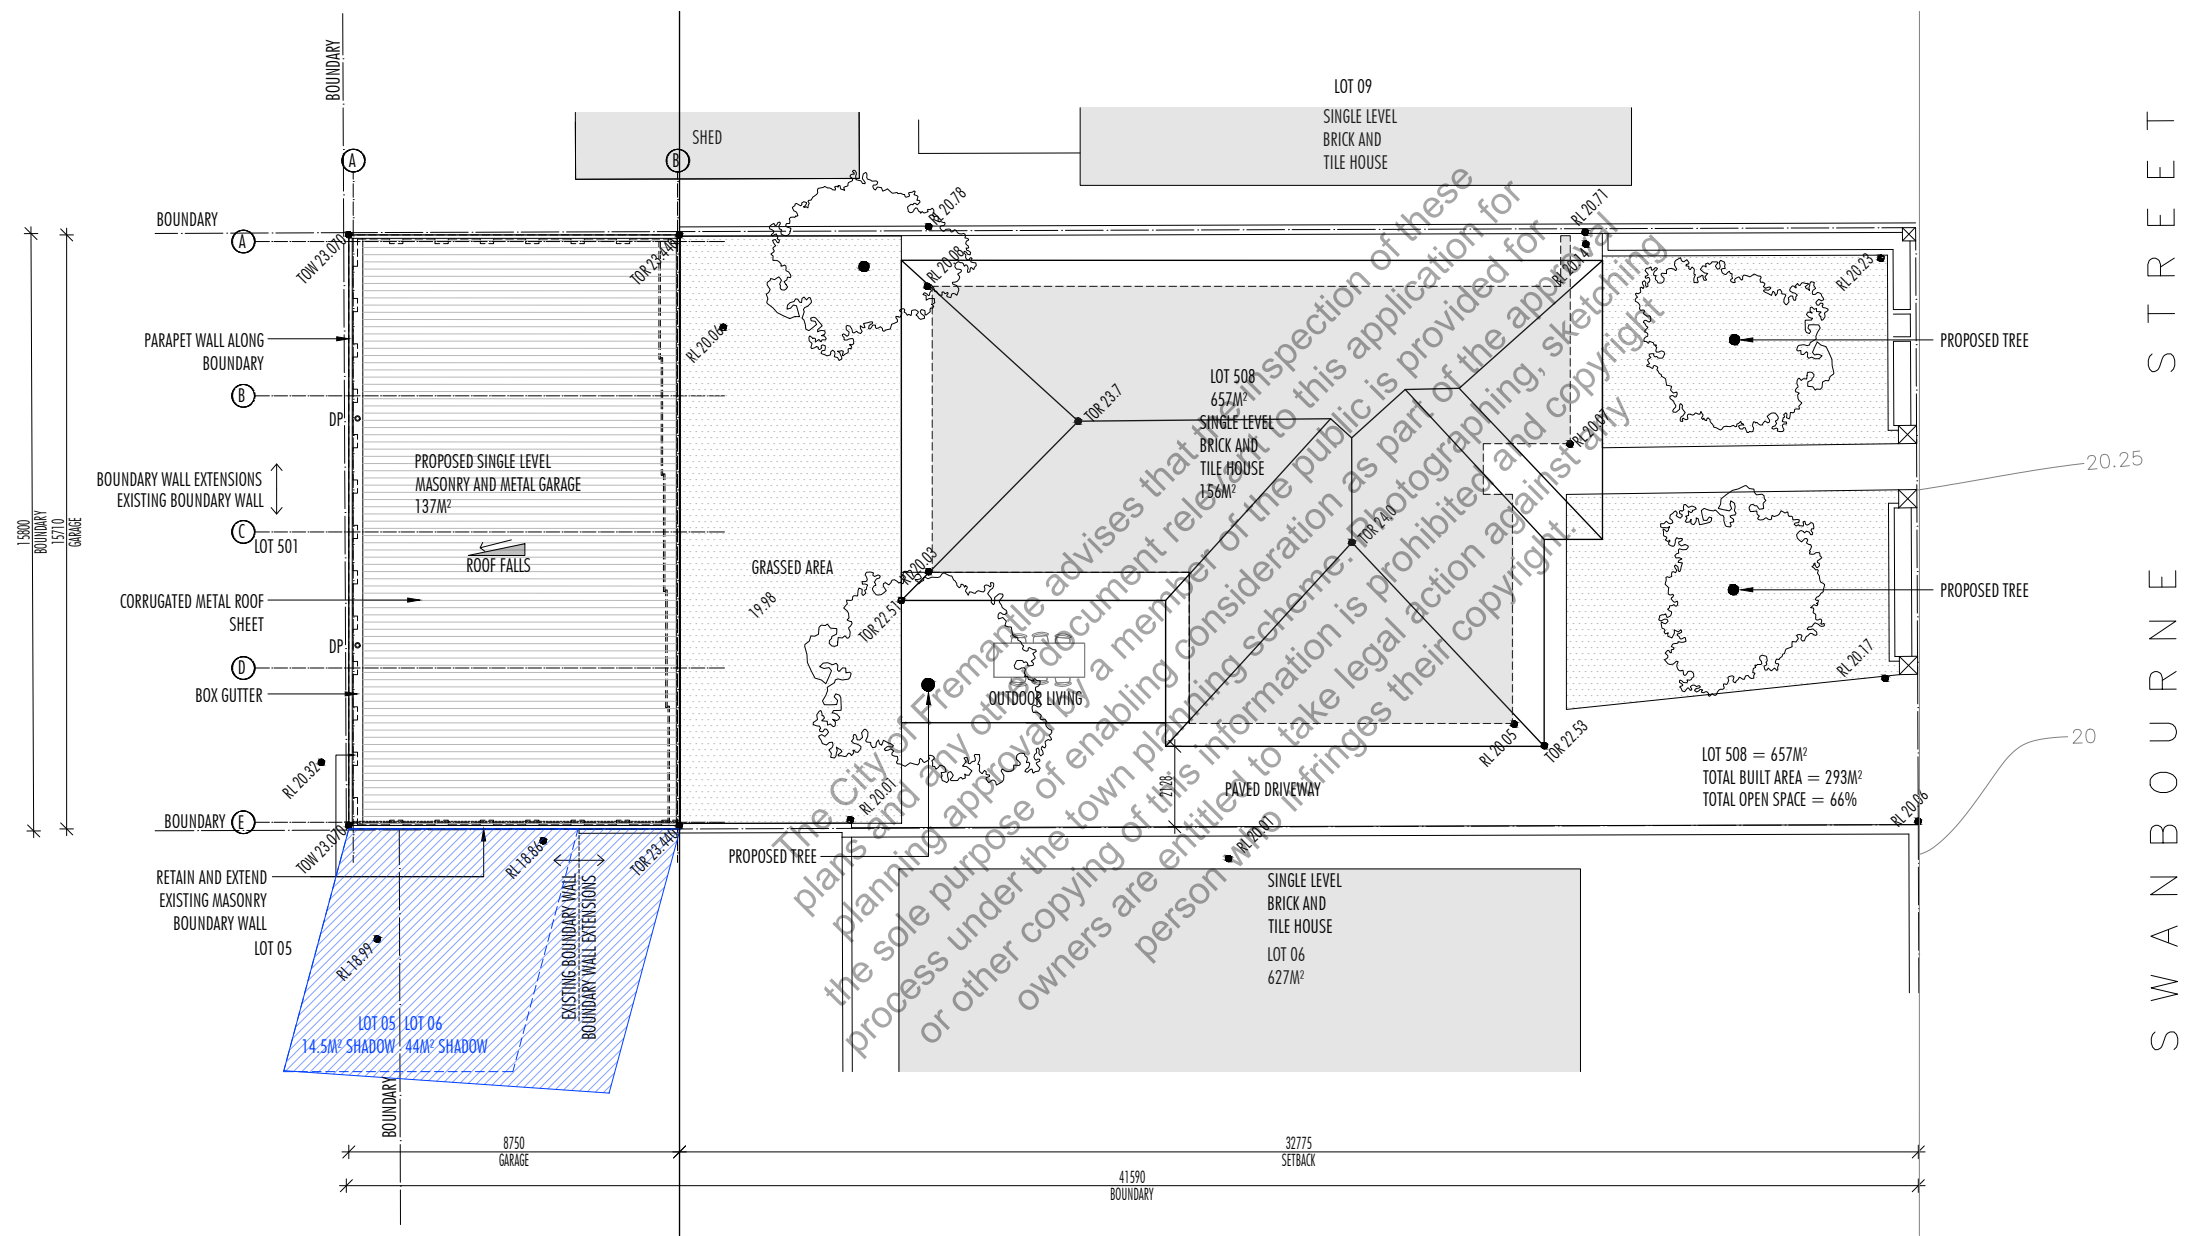 BOUNDARY
LOT 09
SINGLE LEVEL
BRICK AND
TILE HOUSE
SHED
A
B
BOUNDARY
A
TOW 23.070
TOR 23.440
RL 20.78
RL 20.08
RL 20.71
RL 20.14
RL 20.23
RL 20.06
PARAPET WALL ALONG
BOUNDARY
B
DP
PROPOSED TREE
LOT 508
657M²
SINGLE LEVEL
BRICK AND
TILE HOUSE
156M²
TOR 23.7
RL 20.07
20.25
PROPOSED SINGLE LEVEL
MASONRY AND METAL GARAGE
137M²
BOUNDARY WALL EXTENSIONS
EXISTING BOUNDARY WALL
C
LOT 501
15800
BOUNDARY
15710
GARAGE
ROOF FALLS
GRASSED AREA
19.98
RL 20.03
TOR 22.51
TOR 24.0
CORRUGATED METAL ROOF
SHEET
DP
D
BOX GUTTER
OUTDOOR LIVING
PROPOSED TREE
RL 20.17
20
RL 20.05
TOR 22.53
LOT 508 = 657M²
TOTAL BUILT AREA = 293M²
TOTAL OPEN SPACE = 66%
RL 20.06
2128
PAVED DRIVEWAY
RL 20.32
RL 20.01
BOUNDARY
E
TOW 23.070
RL 18.86
TOR 23.440
PROPOSED TREE
RL 20.01
RETAIN AND EXTEND
EXISTING MASONRY
BOUNDARY WALL
LOT 05
RL 18.99
EXISTING BOUNDARY WALL
BOUNDARY WALL EXTENSIONS
SINGLE LEVEL
BRICK AND
TILE HOUSE
LOT 06
627M²
LOT 05
14.5M² SHADOW
LOT 06
44M² SHADOW
BOUNDARY
8750
GARAGE
32775
SETBACK
41590
BOUNDARY
SWANBOURNE STREET
The City of Fremantle advises that the inspection of these
plans and any other document relevant to this application for
planning approval by a member of the public is provided for
the sole purpose of enabling consideration as part of the approval
process under the town planning scheme. Photographing, sketching
or other copying of this information is prohibited and copyright
owners are entitled to take legal action against any
person who infringes their copyright.